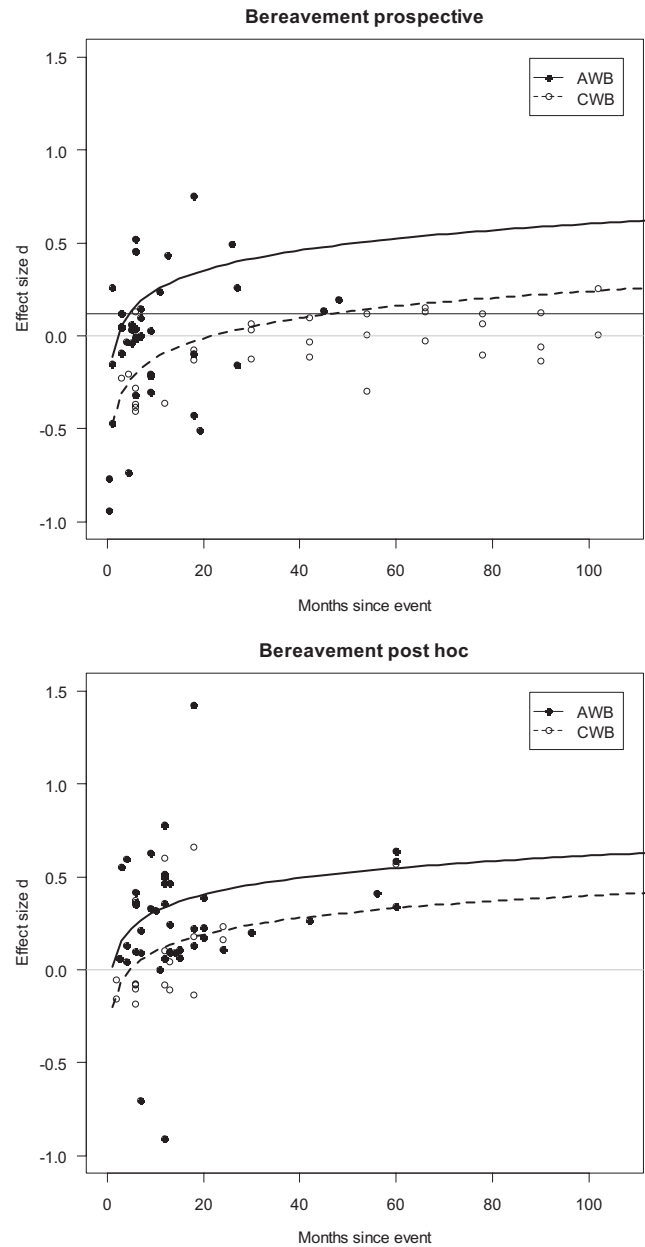 Bereavement prospective
1.5
1.0
0.5
0.0
-0.5
-1.0
Effect size d
AWB
CWB
0 20 40 60 80 100
Months since event
Bereavement post hoc
1.5
1.0
0.5
0.0
-0.5
-1.0
Effect size d
AWB
CWB
0 20 40 60 80 100
Months since event